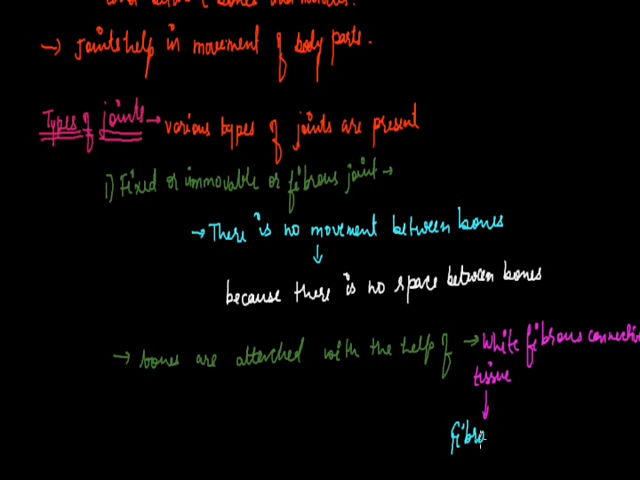 → Joints help in movement of body parts.
Types of joints → various types of joints are present
1) Fixed or immovable or fibrous joint →
→ There is no movement between bones
↓
because there is no space between bones
→ bones are attached with the help of → White fibrous connective
tissue
↓
fibro